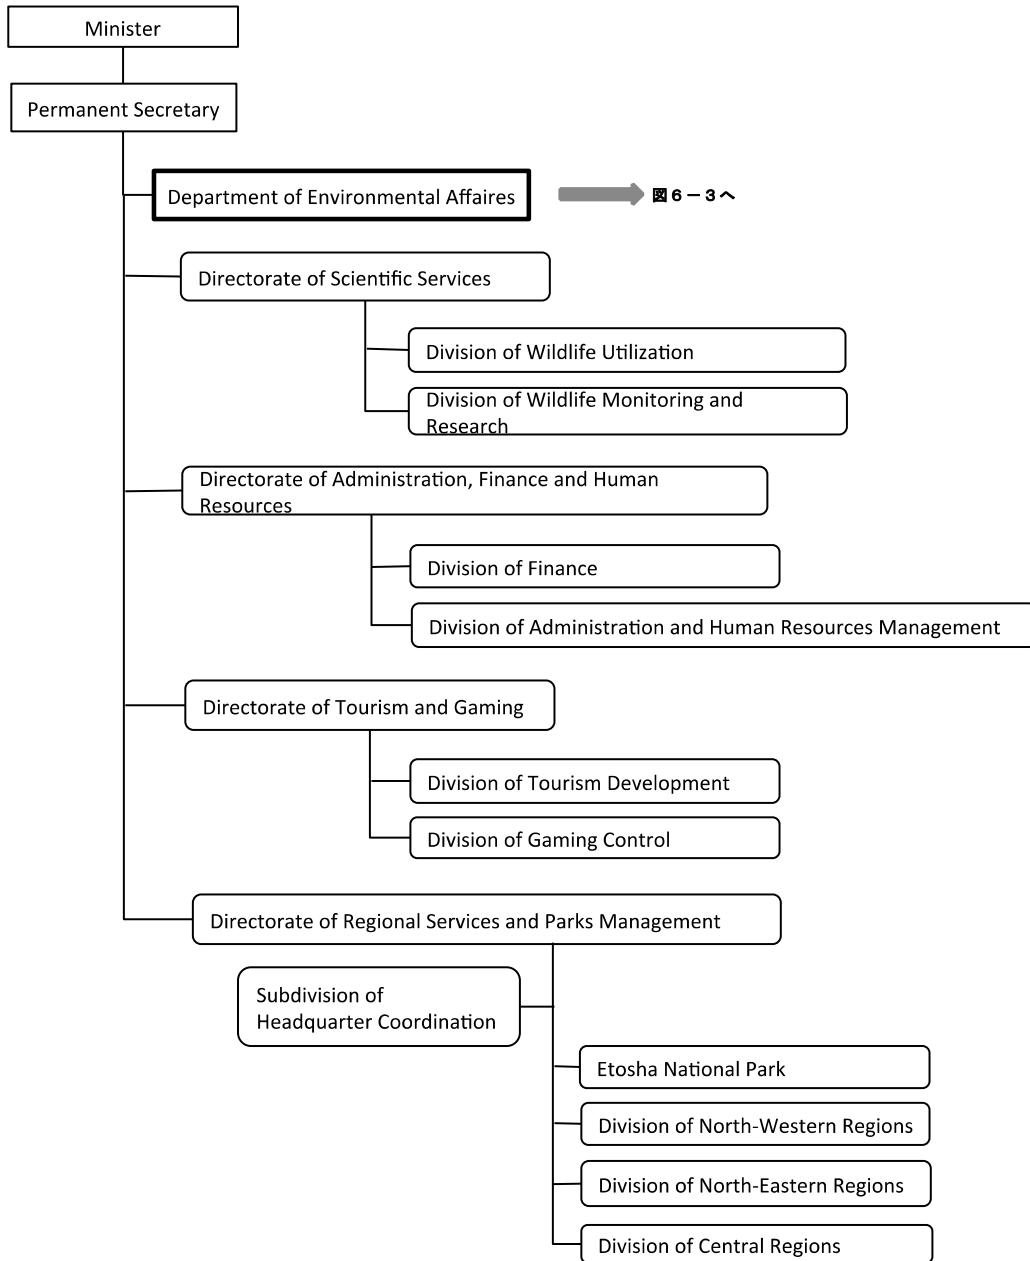 Minister
Permanent Secretary
Department of Environmental Affaires
図６－３へ
Directorate of Scientific Services
Division of Wildlife Utilization
Division of Wildlife Monitoring and
Research
Directorate of Administration, Finance and Human
Resources
Division of Finance
Division of Administration and Human Resources Management
Directorate of Tourism and Gaming
Division of Tourism Development
Division of Gaming Control
Directorate of Regional Services and Parks Management
Subdivision of
Headquarter Coordination
Etosha National Park
Division of North-Western Regions
Division of North-Eastern Regions
Division of Central Regions